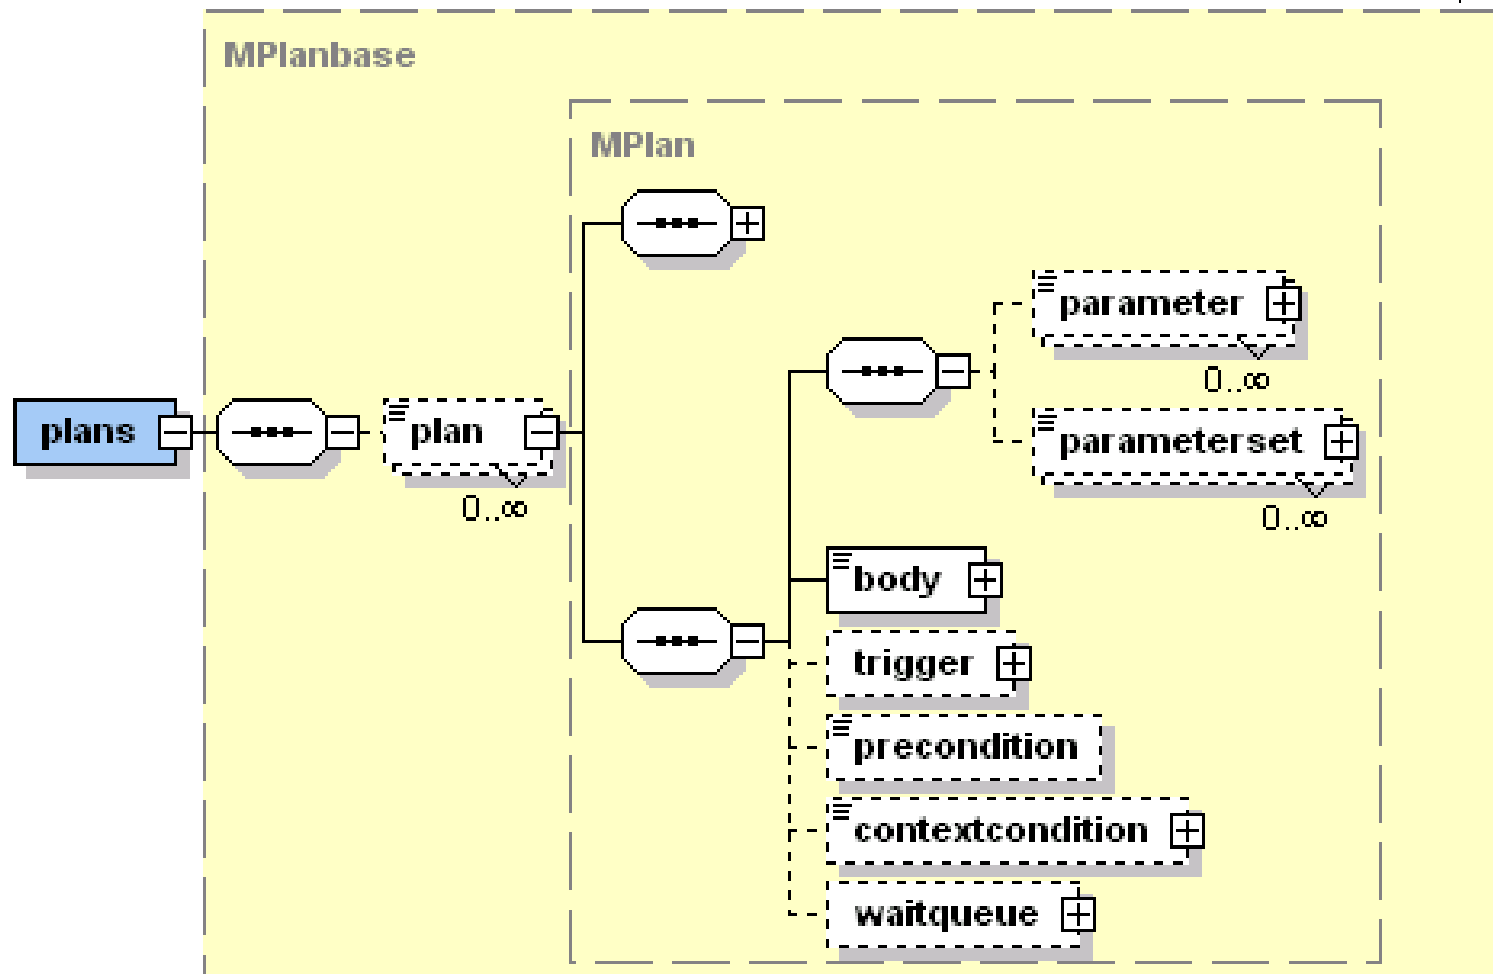 MPlanbase
MPlan
parameter
0..∞
plans
plan
0..∞
parameterset
0..∞
body
trigger
precondition
contextcondition
waitqueue